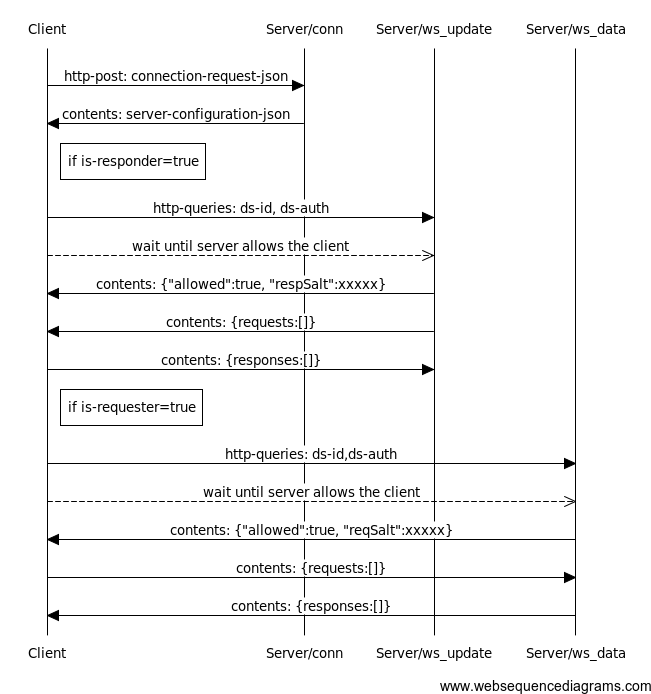 Client Server/conn Server/ws_update Server/ws_data
http-post: connection-request-json
contents: server-configuration-json
if is-responder=true
http-queries: ds-id, ds-auth
wait until server allows the client
contents: {"allowed":true, "respSalt":xxxxx}
contents: {requests:[]}
contents: {responses:[]}
if is-requester=true
http-queries: ds-id,ds-auth
wait until server allows the client
contents: {"allowed":true, "reqSalt":xxxxx}
contents: {requests:[]}
contents: {responses:[]}
Client Server/conn Server/ws_update Server/ws_data
www.websequencediagrams.com